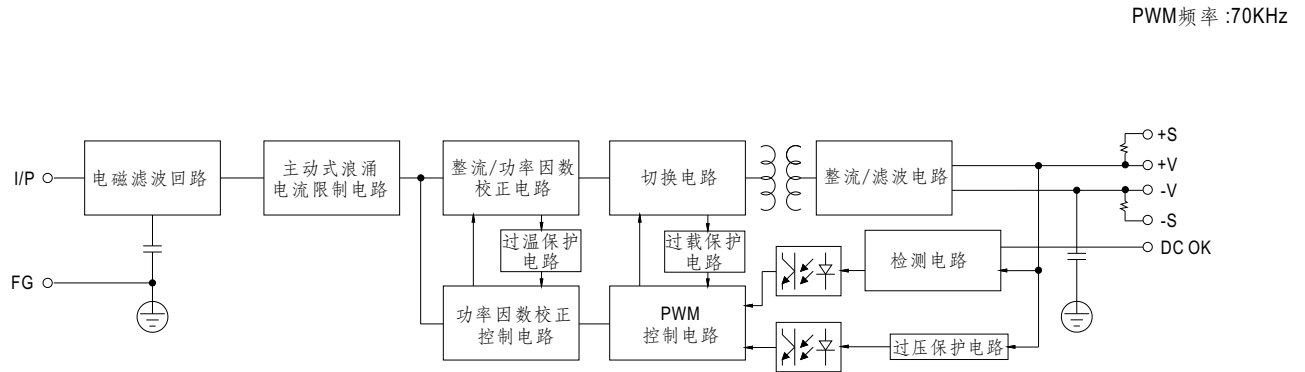 PWM频率 :70KHz
I/P
电磁滤波回路
主动式浪涌
电流限制电路
整流/功率因数
校正电路
切换电路
整流/滤波电路
+S
+V
-V
-S
DC OK
过温保护
电路
过载保护
电路
检测电路
FG
功率因数校正
控制电路
PWM
控制电路
过压保护电路